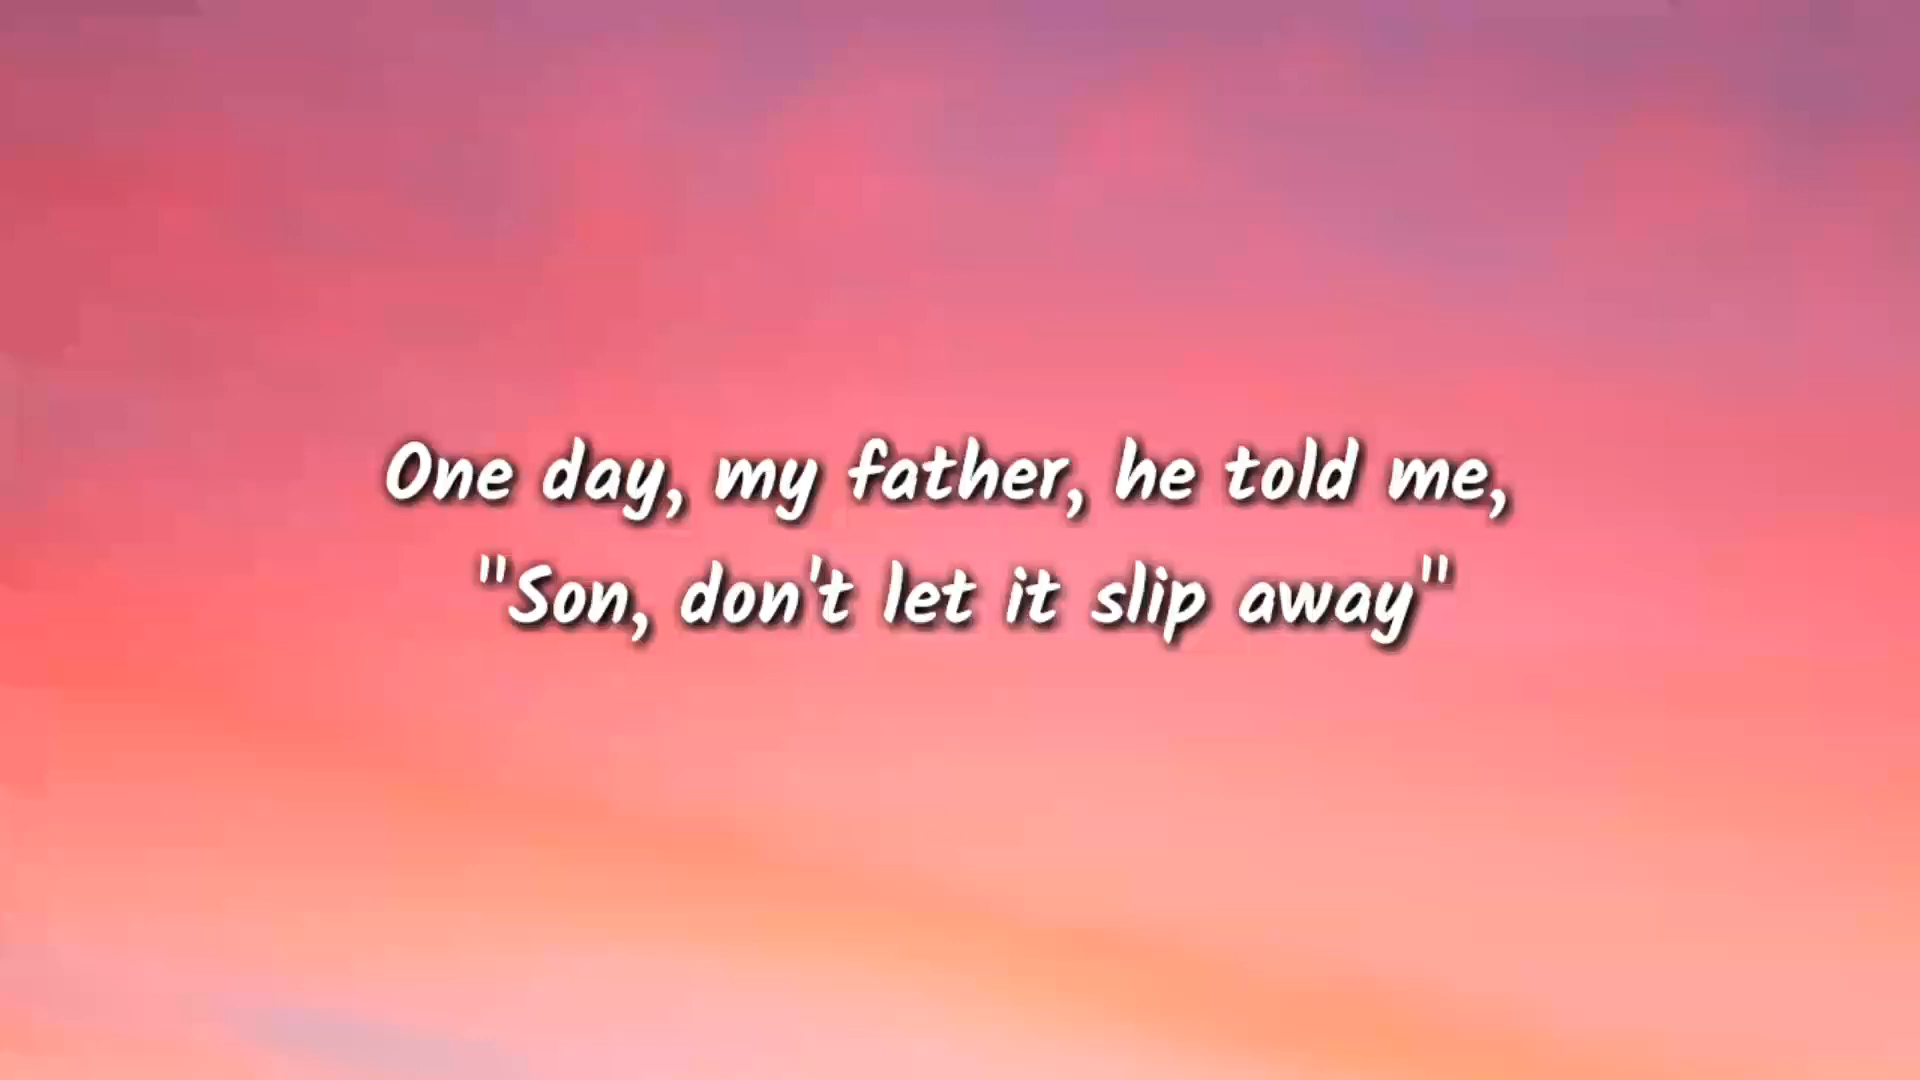 One day, my father, he told me,
"Son, don't let it slip away"